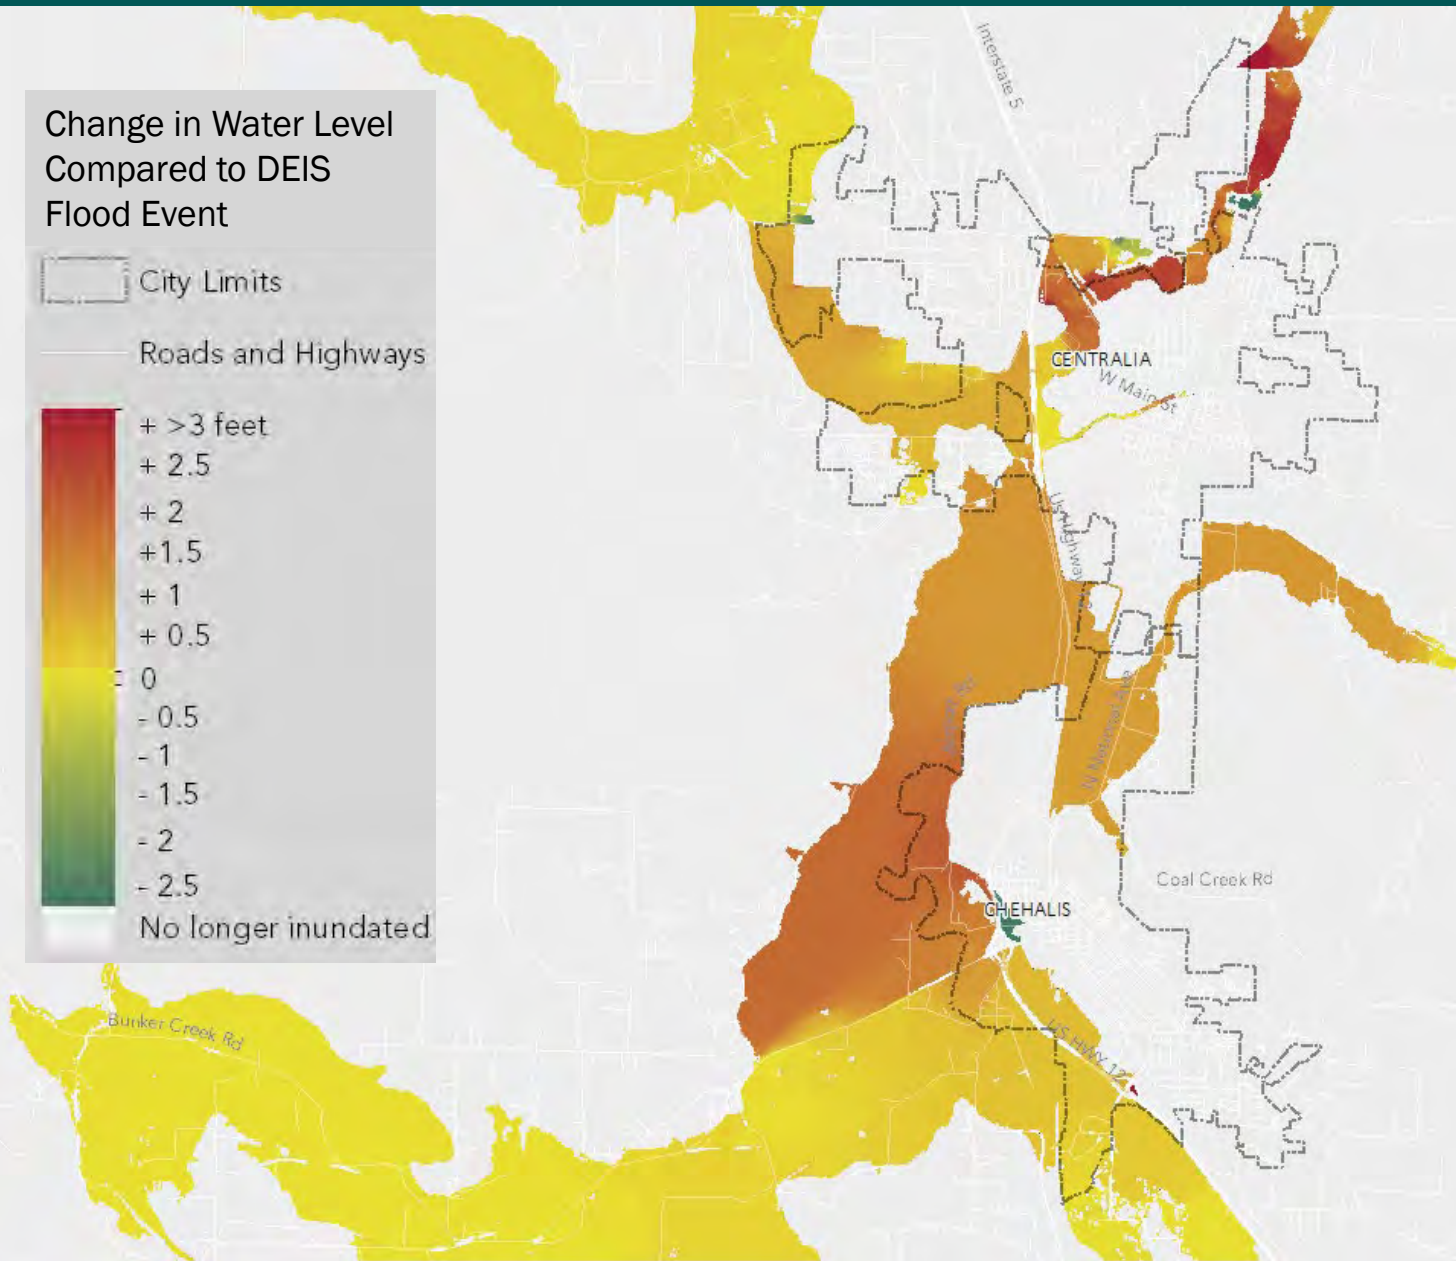 Change in Water Level
Compared to DEIS
Flood Event
City Limits
Roads and Highways
+ >3 feet
+ 2.5
+ 2
+1.5
+ 1
+ 0.5
0
- 0.5
- 1
- 1.5
- 2
- 2.5
No longer inundated
Interstate 5
CENTRALIA
W Main St
US Highway
N National Ave
Coal Creek Rd
CHEHALIS
US HWY 12
Bunker Creek Rd